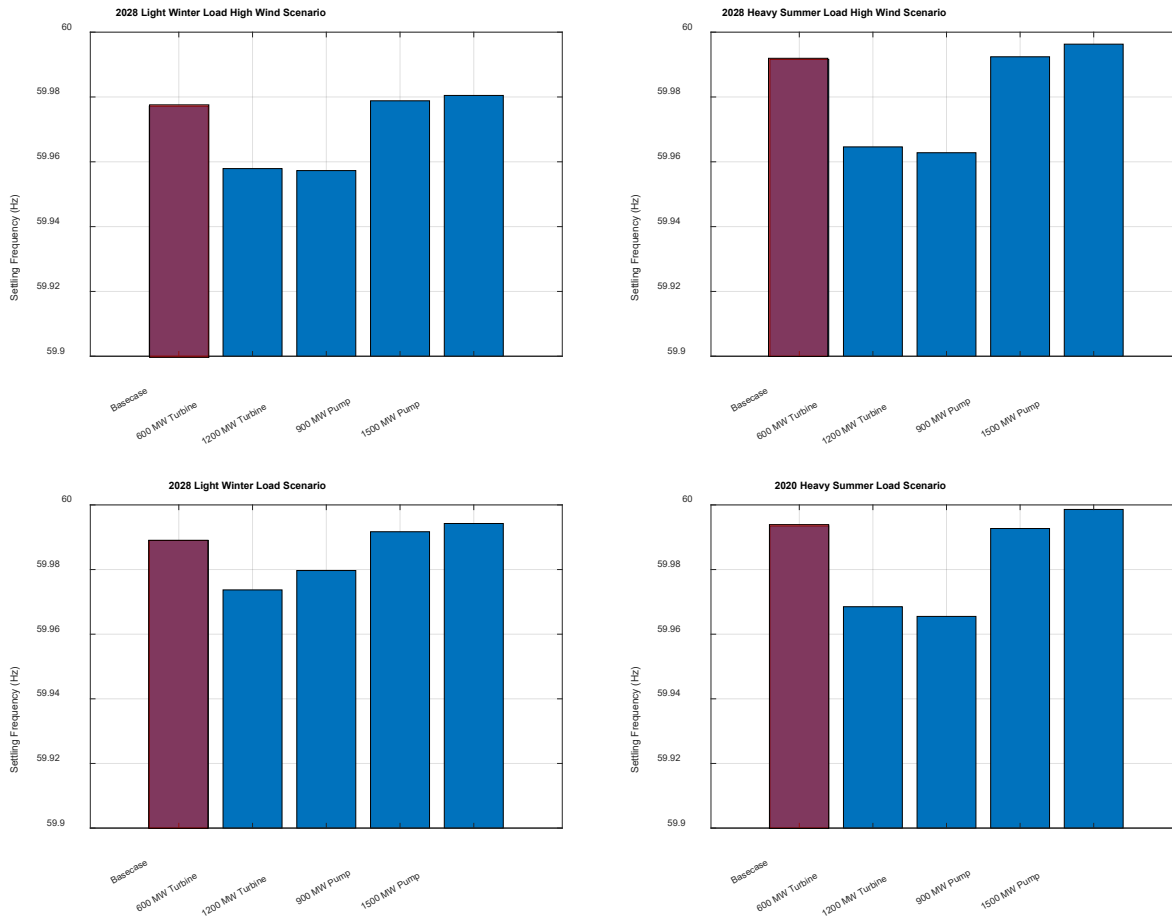 2028 Light Winter Load High Wind Scenario
60
59.98
59.96
59.94
59.92
59.9
Settling Frequency (Hz)
Basecase
600 MW Turbine
1200 MW Turbine
900 MW Pump
1500 MW Pump
2028 Heavy Summer Load High Wind Scenario
60
59.98
59.96
59.94
59.92
59.9
Settling Frequency (Hz)
Basecase
600 MW Turbine
1200 MW Turbine
900 MW Pump
1500 MW Pump
2028 Light Winter Load Scenario
60
59.98
59.96
59.94
59.92
59.9
Settling Frequency (Hz)
Basecase
600 MW Turbine
1200 MW Turbine
900 MW Pump
1500 MW Pump
2020 Heavy Summer Load Scenario
60
59.98
59.96
59.94
59.92
59.9
Settling Frequency (Hz)
Basecase
600 MW Turbine
1200 MW Turbine
900 MW Pump
1500 MW Pump